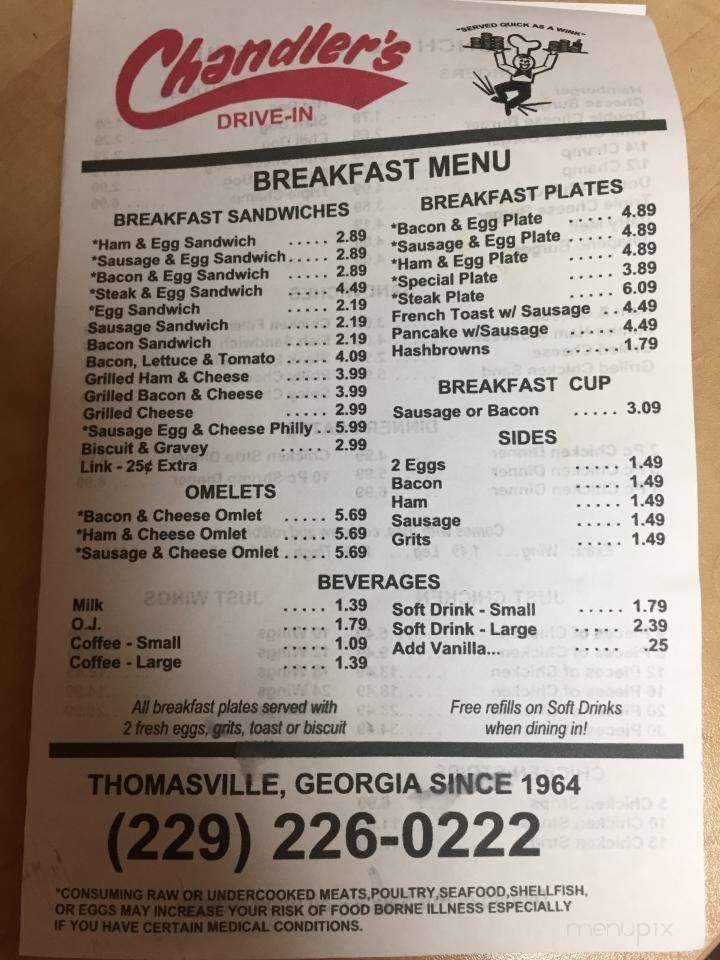 Chandler's
DRIVE-IN
"SERVED QUICK AS A WINK"
BREAKFAST MENU
BREAKFAST SANDWICHES
*Ham & Egg Sandwich ..... 2.89
*Sausage & Egg Sandwich..... 2.89
*Bacon & Egg Sandwich ..... 2.89
*Steak & Egg Sandwich ..... 4.49
*Egg Sandwich ..... 2.19
Sausage Sandwich ..... 2.19
Bacon Sandwich ..... 2.19
Bacon, Lettuce & Tomato ..... 4.09
Grilled Ham & Cheese ..... 3.99
Grilled Bacon & Cheese ..... 3.99
Grilled Cheese ..... 2.99
*Sausage Egg & Cheese Philly .. 5.99
Biscuit & Gravey ..... 2.99
Link - 25¢ Extra
OMELETS
*Bacon & Cheese Omlet ..... 5.69
*Ham & Cheese Omlet ..... 5.69
*Sausage & Cheese Omlet ..... 5.69
BREAKFAST PLATES
*Bacon & Egg Plate ..... 4.89
*Sausage & Egg Plate ..... 4.89
*Ham & Egg Plate ..... 4.89
*Special Plate ..... 3.89
*Steak Plate ..... 6.09
French Toast w/ Sausage .. 4.49
Pancake w/Sausage ..... 4.49
Hashbrowns ......1.79
BREAKFAST CUP
Sausage or Bacon ..... 3.09
SIDES
2 Eggs ..... 1.49
Bacon ..... 1.49
Ham ..... 1.49
Sausage ..... 1.49
Grits ..... 1.49
BEVERAGES
Milk ..... 1.39
O.J. ..... 1.79
Coffee - Small ..... 1.09
Coffee - Large ..... 1.39
Soft Drink - Small ..... 1.79
Soft Drink - Large ..... 2.39
Add Vanilla... ..... .25
All breakfast plates served with
2 fresh eggs, grits, toast or biscuit
Free refills on Soft Drinks
when dining in!
THOMASVILLE, GEORGIA SINCE 1964
(229) 226-0222
*CONSUMING RAW OR UNDERCOOKED MEATS,POULTRY,SEAFOOD,SHELLFISH,
OR EGGS MAY INCREASE YOUR RISK OF FOOD BORNE ILLNESS ESPECIALLY
IF YOU HAVE CERTAIN MEDICAL CONDITIONS.
menupix